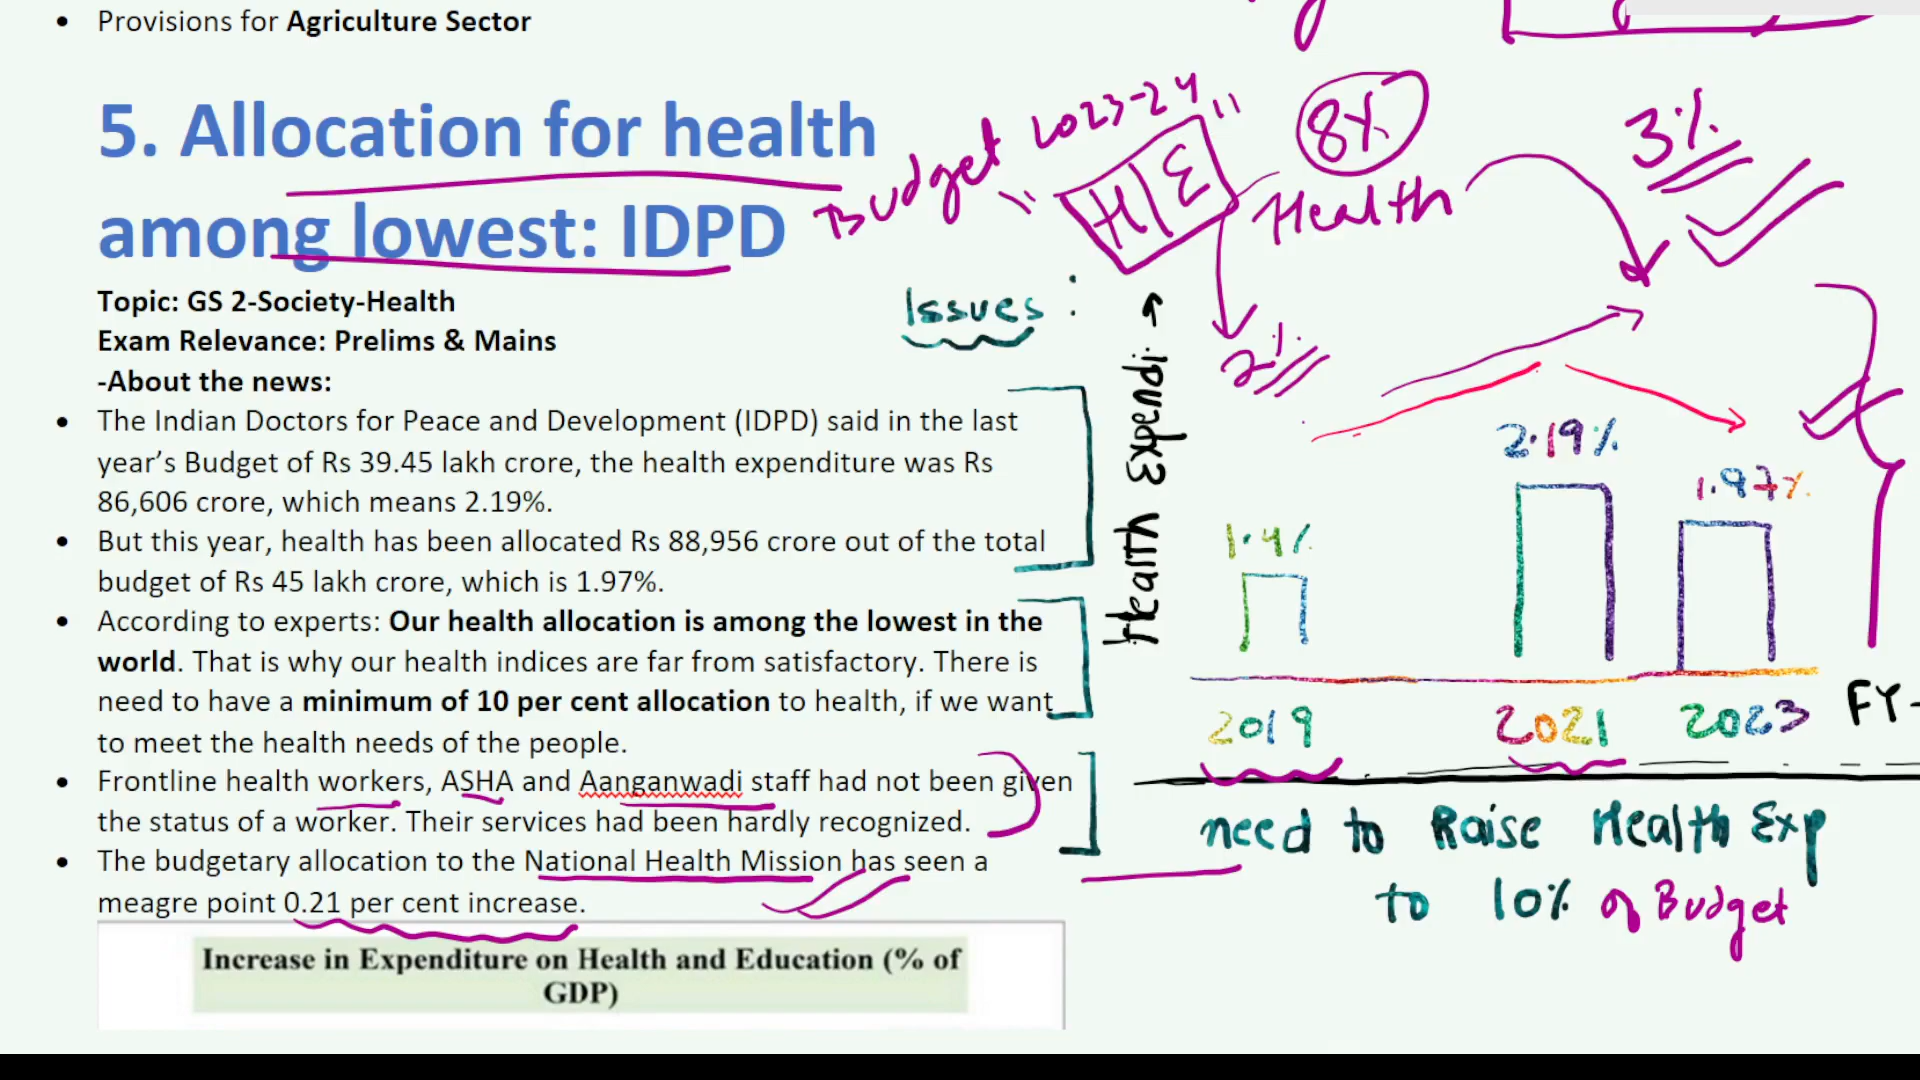 • Provisions for Agriculture Sector
5. Allocation for health
among lowest: IDPD
Topic: GS 2-Society-Health
Exam Relevance: Prelims & Mains
-About the news:
• The Indian Doctors for Peace and Development (IDPD) said in the last
year’s Budget of Rs 39.45 lakh crore, the health expenditure was Rs
86,606 crore, which means 2.19%.
• But this year, health has been allocated Rs 88,956 crore out of the total
budget of Rs 45 lakh crore, which is 1.97%.
• According to experts: Our health allocation is among the lowest in the
world. That is why our health indices are far from satisfactory. There is
need to have a minimum of 10 per cent allocation to health, if we want
to meet the health needs of the people.
• Frontline health workers, ASHA and Aanganwadi staff had not been given
the status of a worker. Their services had been hardly recognized.
• The budgetary allocation to the National Health Mission has seen a
meagre point 0.21 per cent increase.
Increase in Expenditure on Health and Education (% of
GDP)
Budget 2023-24
"H|E"
8%
Health
3%
2%
Issues:
Health Expendi.
1.4%
2.19%
1.97%
2019
2021
2023
FY-
need to Raise Health Exp
to 10% of Budget